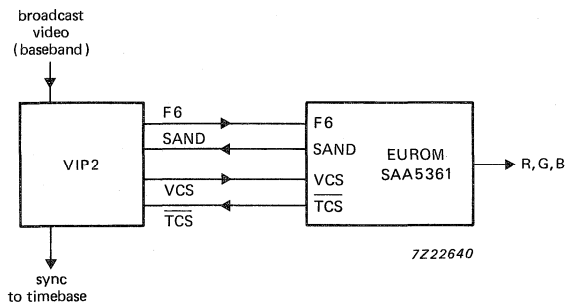 broadcast
video
(baseband)
F6
SAND
VCS
TCS
VIP2
F6
SAND
VCS
TCS
EUROM
SAA5361
R, G, B
7Z22640
sync
to timebase